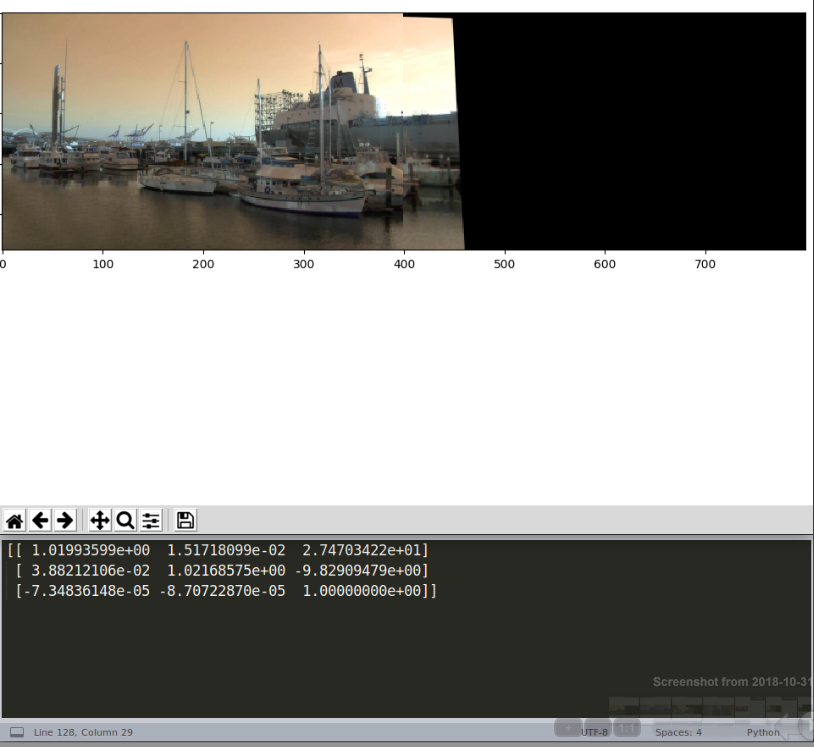 0 100 200 300 400 500 600 700
[[ 1.01993599e+00 1.51718099e-02 2.74703422e+01]
[ 3.88212106e-02 1.02168575e+00 -9.82909479e+00]
[-7.34836148e-05 -8.70722870e-05 1.00000000e+00]]
Screenshot from 2018-10-31
Line 128, Column 29 UTF-8 Spaces: 4 Python